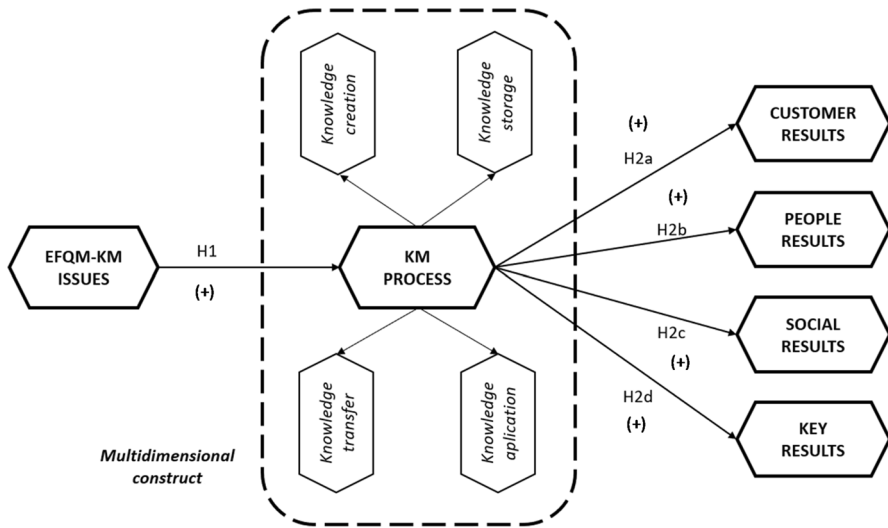 Knowledge
creation
Knowledge
storage
(+)
H2a
CUSTOMER
RESULTS
(+)
H2b
PEOPLE
RESULTS
EFQM-KM
ISSUES
H1
(+)
KM
PROCESS
H2c
(+)
SOCIAL
RESULTS
H2d
(+)
KEY
RESULTS
Knowledge
transfer
Knowledge
aplication
Multidimensional
construct